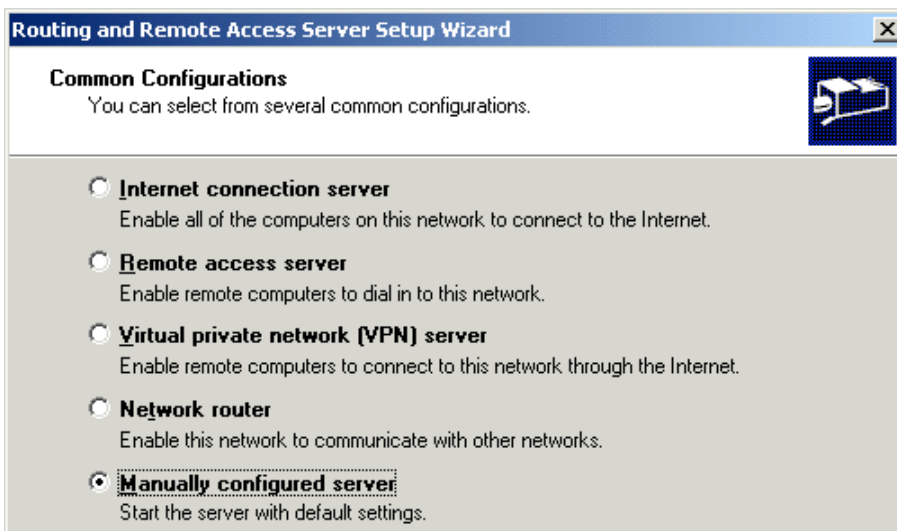 Routing and Remote Access Server Setup Wizard
Common Configurations
You can select from several common configurations.
Internet connection server
Enable all of the computers on this network to connect to the Internet.
Remote access server
Enable remote computers to dial in to this network.
Virtual private network (VPN) server
Enable remote computers to connect to this network through the Internet.
Network router
Enable this network to communicate with other networks.
Manually configured server
Start the server with default settings.